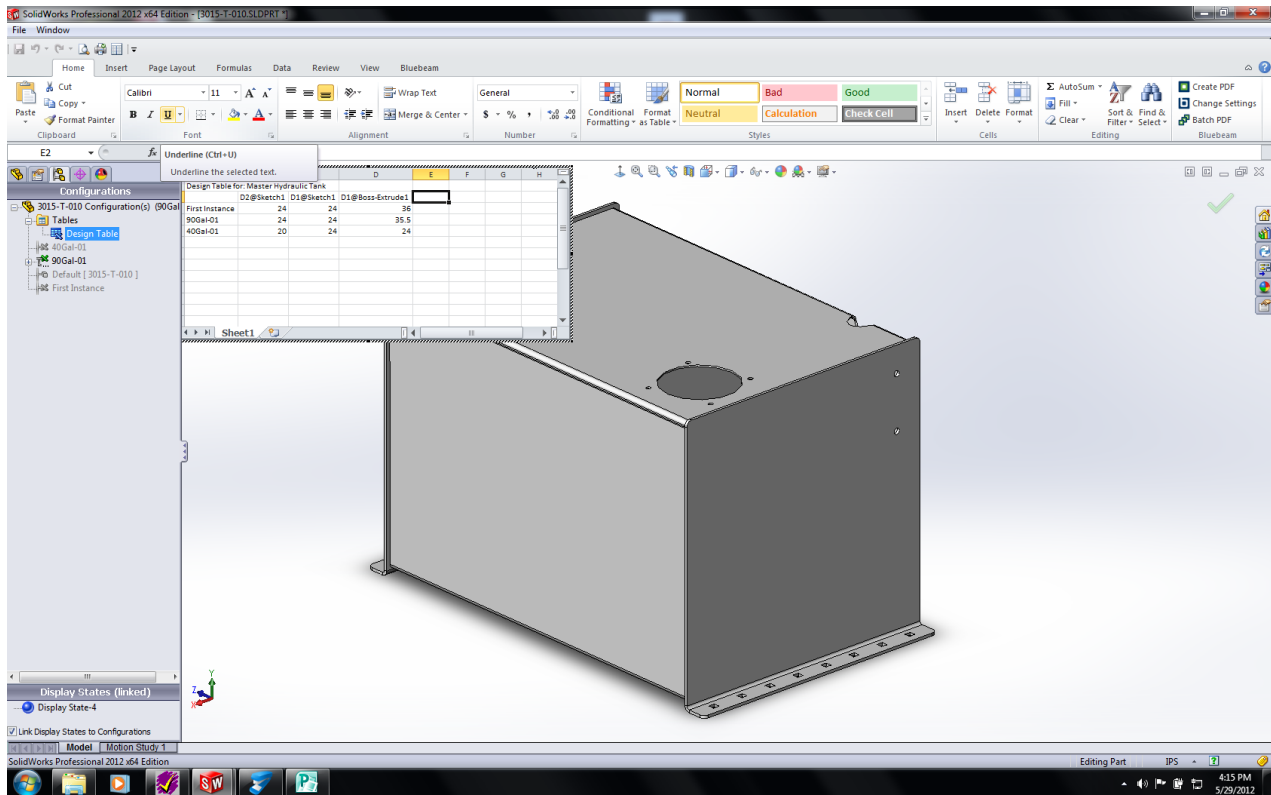 SolidWorks Professional 2012 x64 Edition - [3015-T-010.SLDPRT *]
File Window
Home Insert Page Layout Formulas Data Review View Bluebeam
Paste
Cut
Copy
Format Painter
Clipboard
Calibri 11
B I U
Font
Wrap Text
Merge & Center
Alignment
General
$ % ,
Number
Conditional Formatting
Format as Table
Normal Bad Good
Neutral Calculation Check Cell
Styles
Insert Delete Format
Cells
AutoSum
Fill
Clear
Sort & Filter
Find & Select
Editing
Create PDF
Change Settings
Batch PDF
Bluebeam
E2 fx
Underline (Ctrl+U)
Underline the selected text.
Configurations
3015-T-010 Configuration(s) (90Gal
Tables
Design Table
40Gal-01
90Gal-01
Default [ 3015-T-010 ]
First Instance
D E F G H
Design Table for: Master Hydraulic Tank
D2@Sketch1 D1@Sketch1 D1@Boss-Extrude1
First Instance 24 24 36
90Gal-01 24 24 35.5
40Gal-01 20 24 24
Sheet1
Y
Z
X
Display States (linked)
Display State-4
Link Display States to Configurations
Model Motion Study 1
SolidWorks Professional 2012 x64 Edition
Editing Part IPS
4:15 PM
5/29/2012